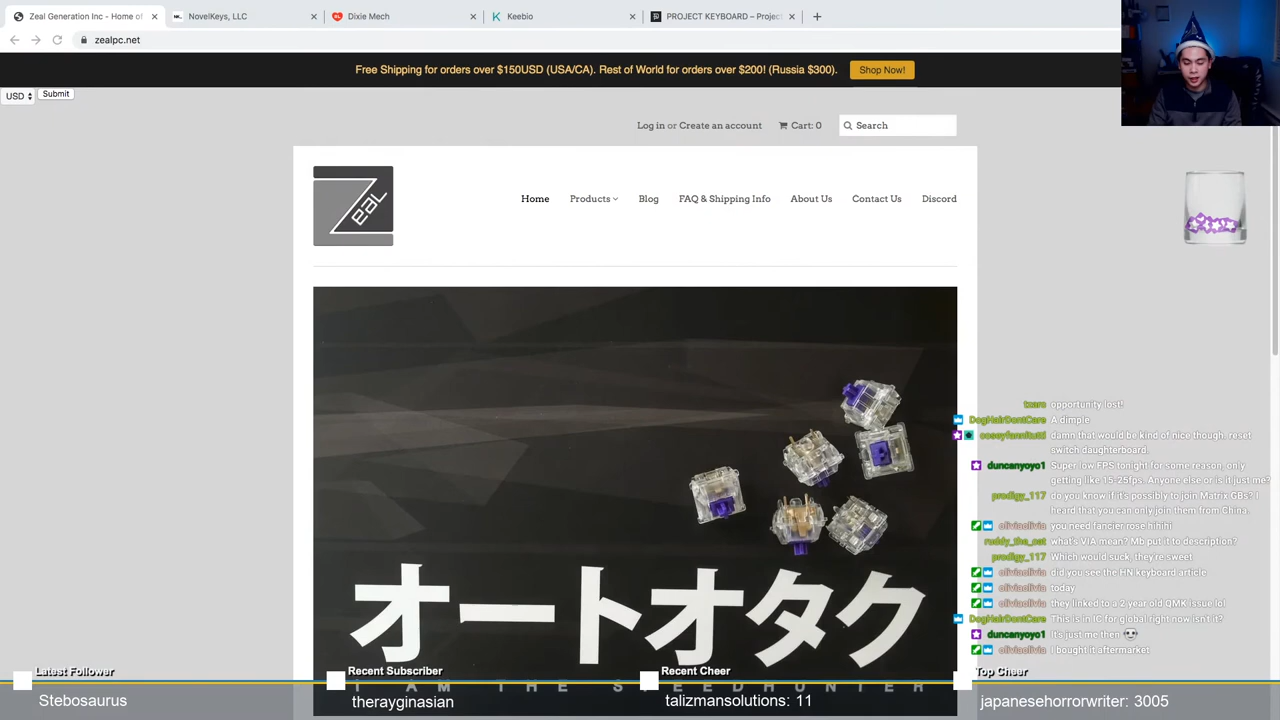 Zeal Generation Inc - Home of
NovelKeys, LLC
Dixie Mech
Keebio
PROJECT KEYBOARD – Projec
zealpc.net
Free Shipping for orders over $150USD (USA/CA). Rest of World for orders over $200! (Russia $300).
Shop Now!
USD
Submit
Log in or Create an account
Cart: 0
Search
Zeal
Home
Products
Blog
FAQ & Shipping Info
About Us
Contact Us
Discord
オートオタク
I AM THE SPEEDHUNTER
opportunity lost!
DogHairDontCare A dimple
damn that would be kind of nice though. reset
switch daughterboard.
duncanyoyo1 Super low FPS tonight for some reason, only
getting like 15-25fps. Anyone else or is it just me?
prodigy_117 do you know if it's possibly to join Matrix GBs? I
heard that you can only join them from China.
oliviaolivia you need fancier rose hihihi
ruddy_the_cat what's VIA mean? Mb put it to description?
prodigy_117 Which would suck, they're sweet
oliviaolivia did you see the HN keyboard article
oliviaolivia today
oliviaolivia they linked to a 2 year old QMK issue lol
DogHairDontCare This is in IC for global right now isn't it?
duncanyoyo1 It's just me then
oliviaolivia i bought it aftermarket
Latest Follower
Stebosaurus
Recent Subscriber
therayginasian
Recent Cheer
talizmansolutions: 11
Top Cheer
japanesehorrorwriter: 3005